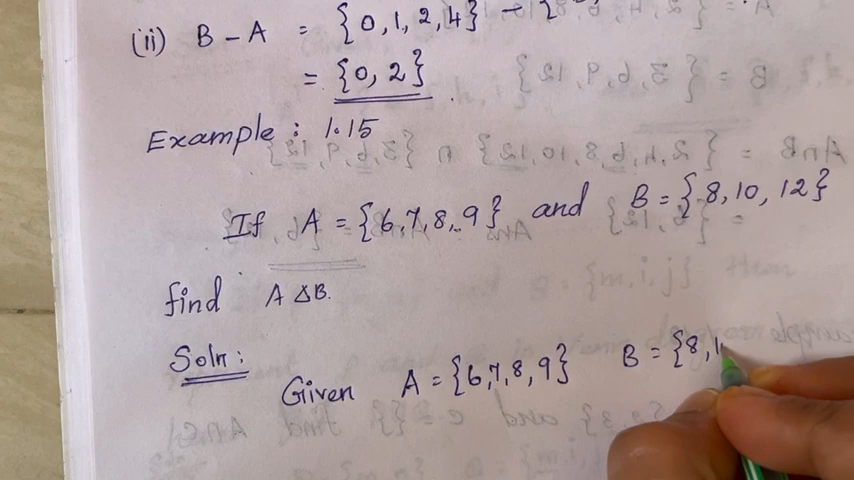 (ii) B - A = {0, 1, 2, 4} - {
= {0, 2}
Example : 1.15
If A = {6, 7, 8, 9} and B = {8, 10, 12}
find A Δ B.
Soln :
Given A = {6, 7, 8, 9} B = {8, 1